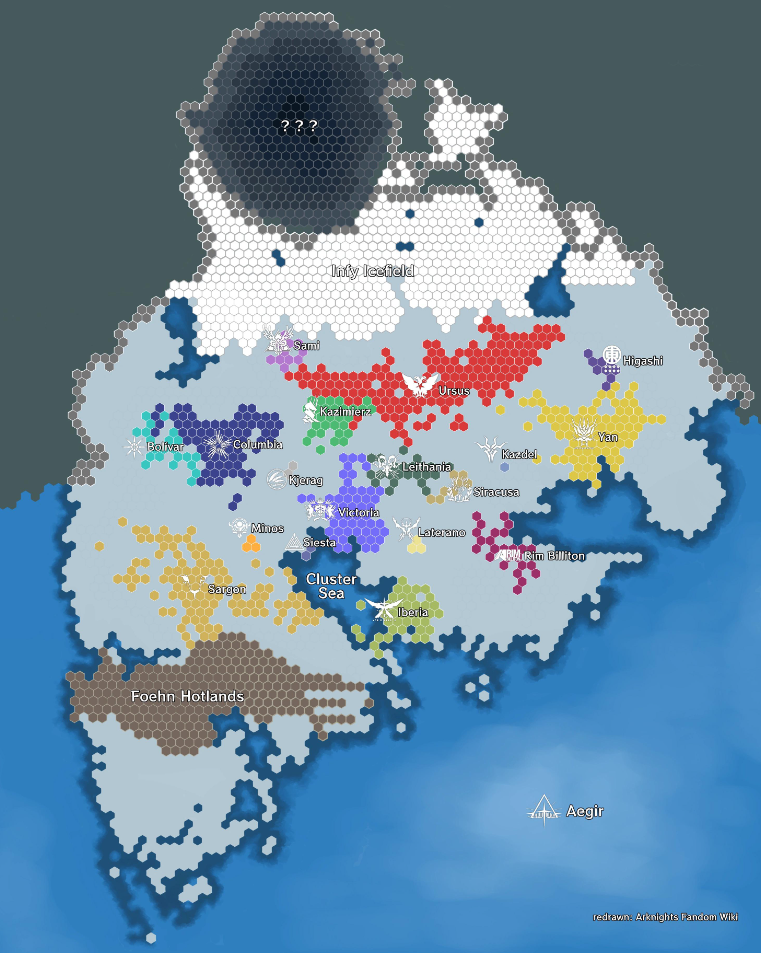 ? ? ?
Infy Icefield
Sami
Higashi
Ursus
Kazimierz
Yan
Bolivar
Columbia
Kazdel
Leithania
Kjerag
Siracusa
Victoria
Minos
Laterano
Siesta
Rim Billiton
Cluster
Sea
Sargon
Iberia
Foehn Hotlands
Aegir
redrawn: Arknights Fandom Wiki